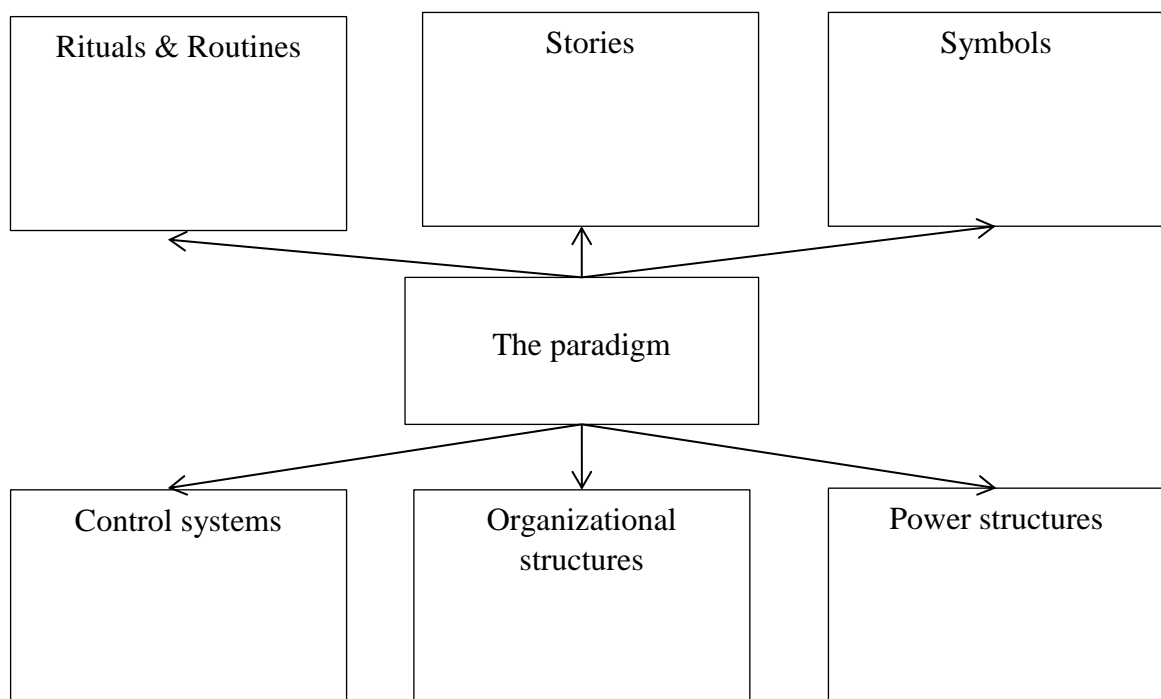 Rituals & Routines
Stories
Symbols
The paradigm
Control systems
Organizational
structures
Power structures